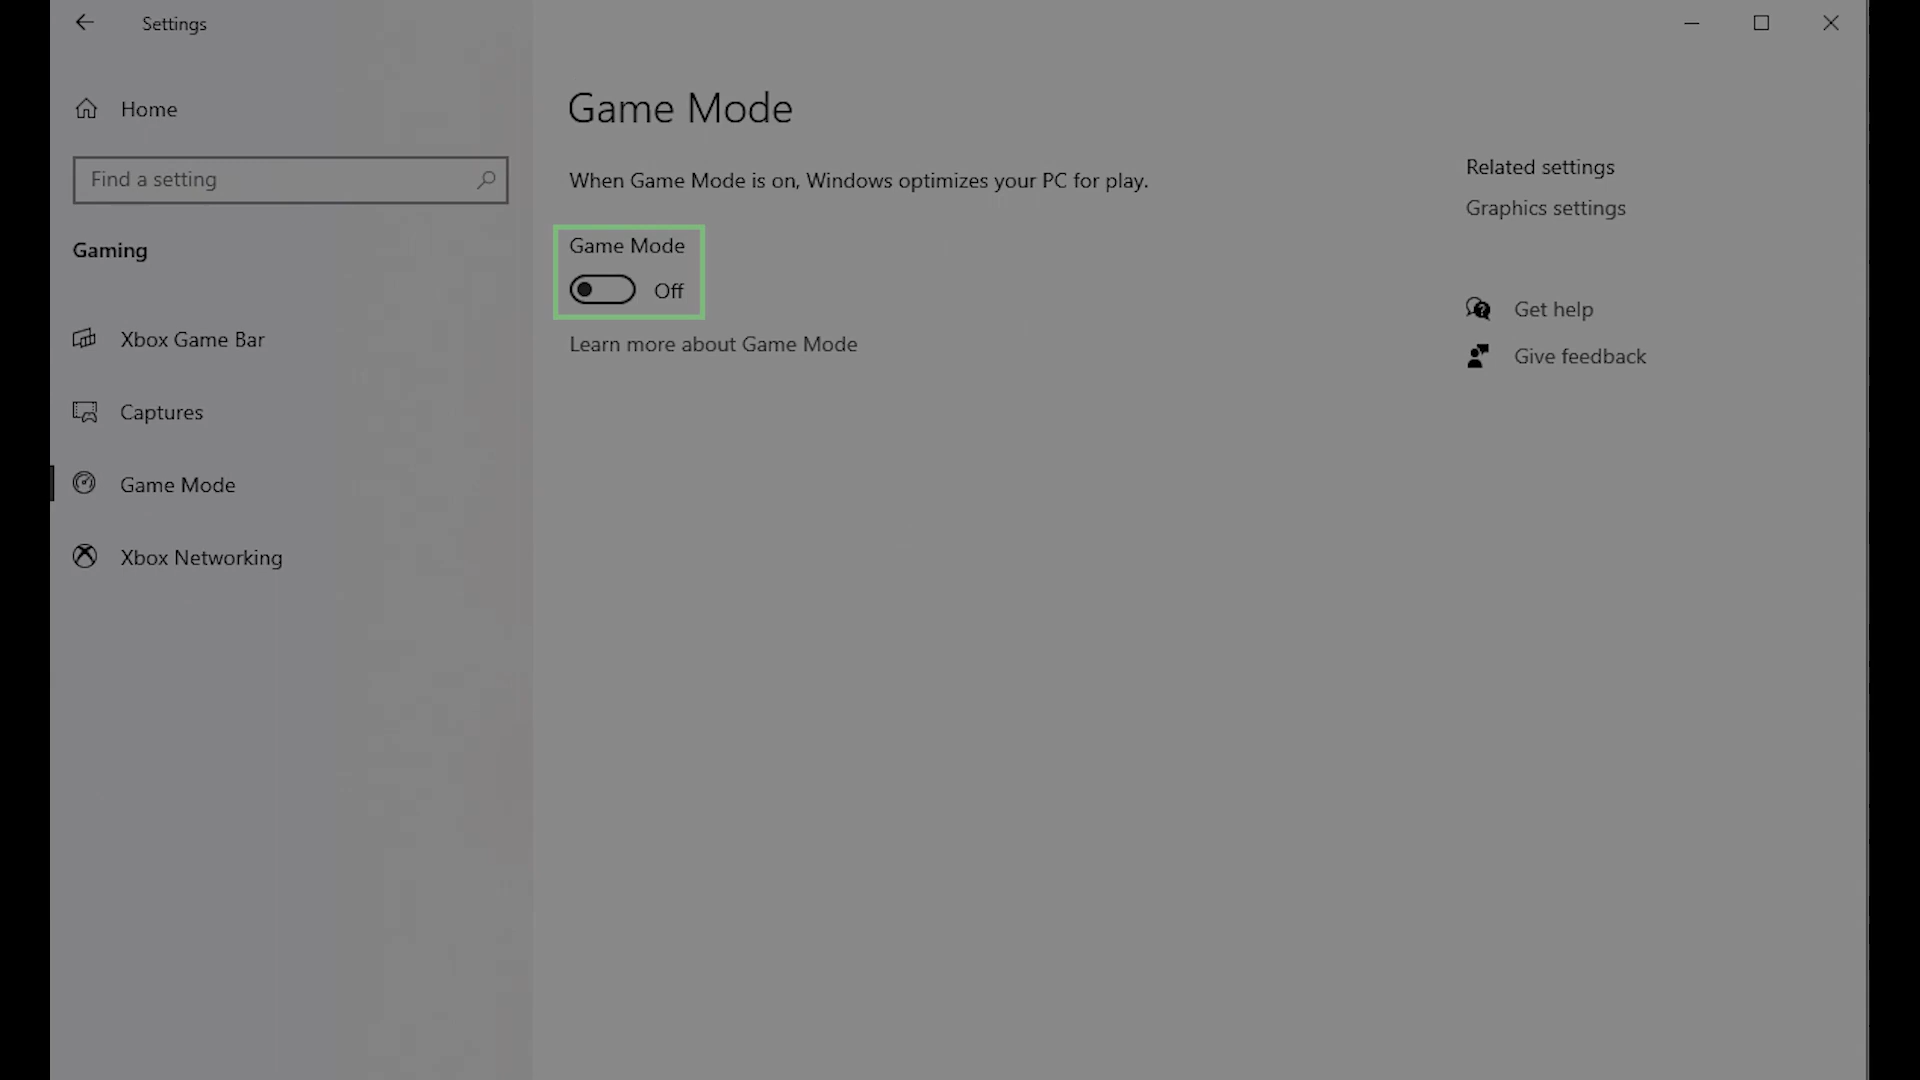 Settings
Home
Find a setting
Gaming
Xbox Game Bar
Captures
Game Mode
Xbox Networking
Game Mode
When Game Mode is on, Windows optimizes your PC for play.
Game Mode
Off
Learn more about Game Mode
Related settings
Graphics settings
Get help
Give feedback